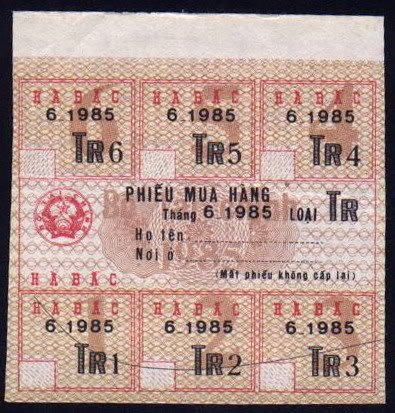 HÀ BẮC HÀ BẮC HÀ BẮC
6.1985 6.1985 6.1985
TR6 TR5 TR4
PHIẾU MUA HÀNG
Tháng 6.1985 LOẠI TR
Họ tên
Nơi ở
(Mất phiếu không cấp lại)
HÀ BẮC
HÀ BẮC HÀ BẮC HÀ BẮC
6.1985 6.1985 6.1985
TR1 TR2 TR3